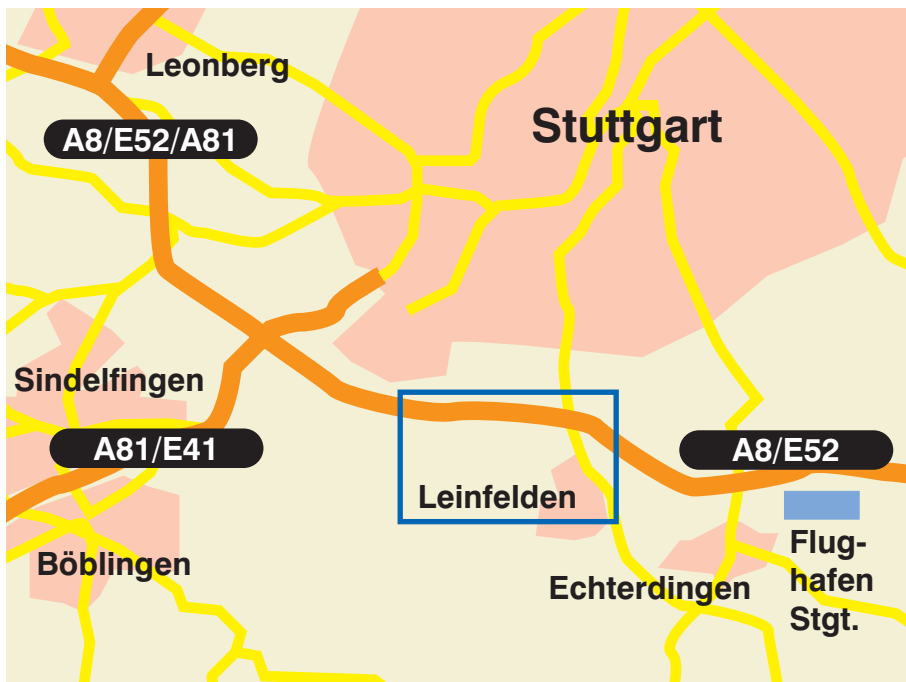 Leonberg
Stuttgart
A8/E52/A81
Sindelfingen
A81/E41
A8/E52
Leinfelden
Böblingen
Echterdingen
Flug-
hafen
Stgt.